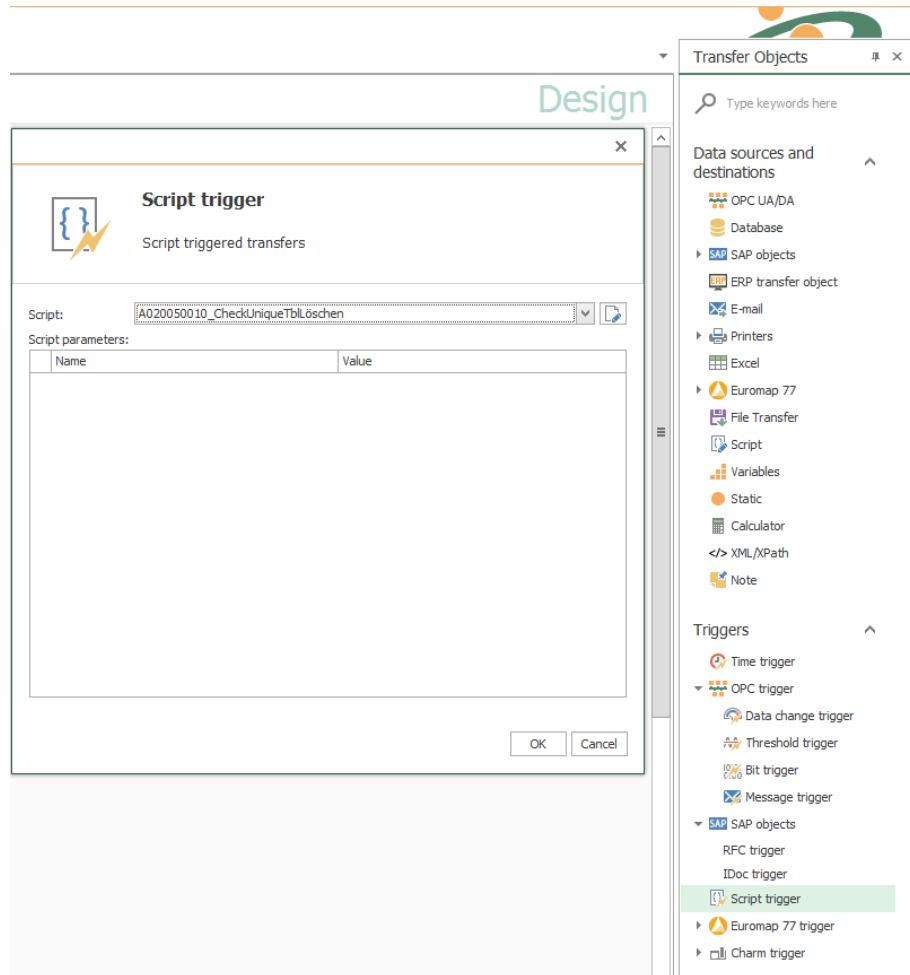 Transfer Objects
Design
Type keywords here
Script trigger
Script triggered transfers
Script:
A020050010_CheckUniqueTblLöschen
Script parameters:
Name
Value
OK
Cancel
Data sources and
destinations
OPC UA/DA
Database
SAP SAP objects
ERP ERP transfer object
E-mail
Printers
Excel
Euromap 77
File Transfer
Script
Variables
Static
Calculator
</> XML/XPath
Note
Triggers
Time trigger
OPC trigger
Data change trigger
Threshold trigger
Bit trigger
Message trigger
SAP SAP objects
RFC trigger
IDoc trigger
Script trigger
Euromap 77 trigger
Charm trigger